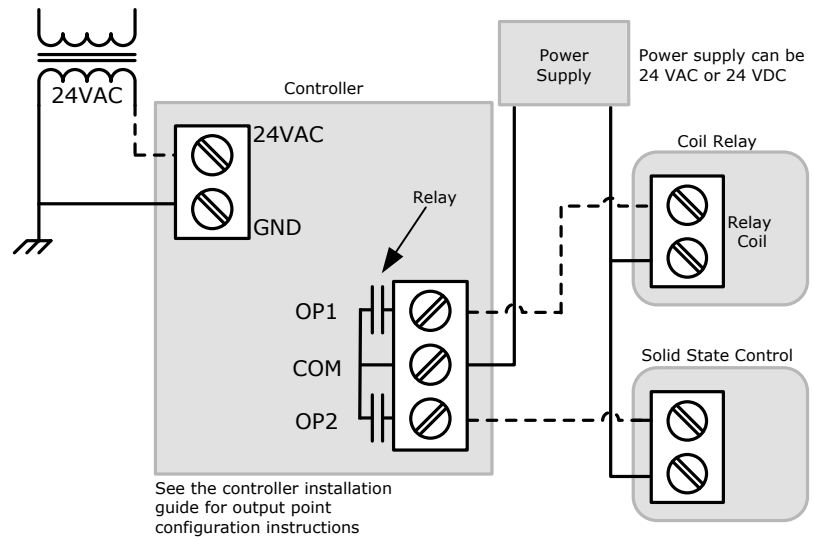 24VAC
Controller
24VAC
GND
Relay
OP1
COM
OP2
See the controller installation
guide for output point
configuration instructions
Power
Supply
Power supply can be
24 VAC or 24 VDC
Coil Relay
Relay
Coil
Solid State Control